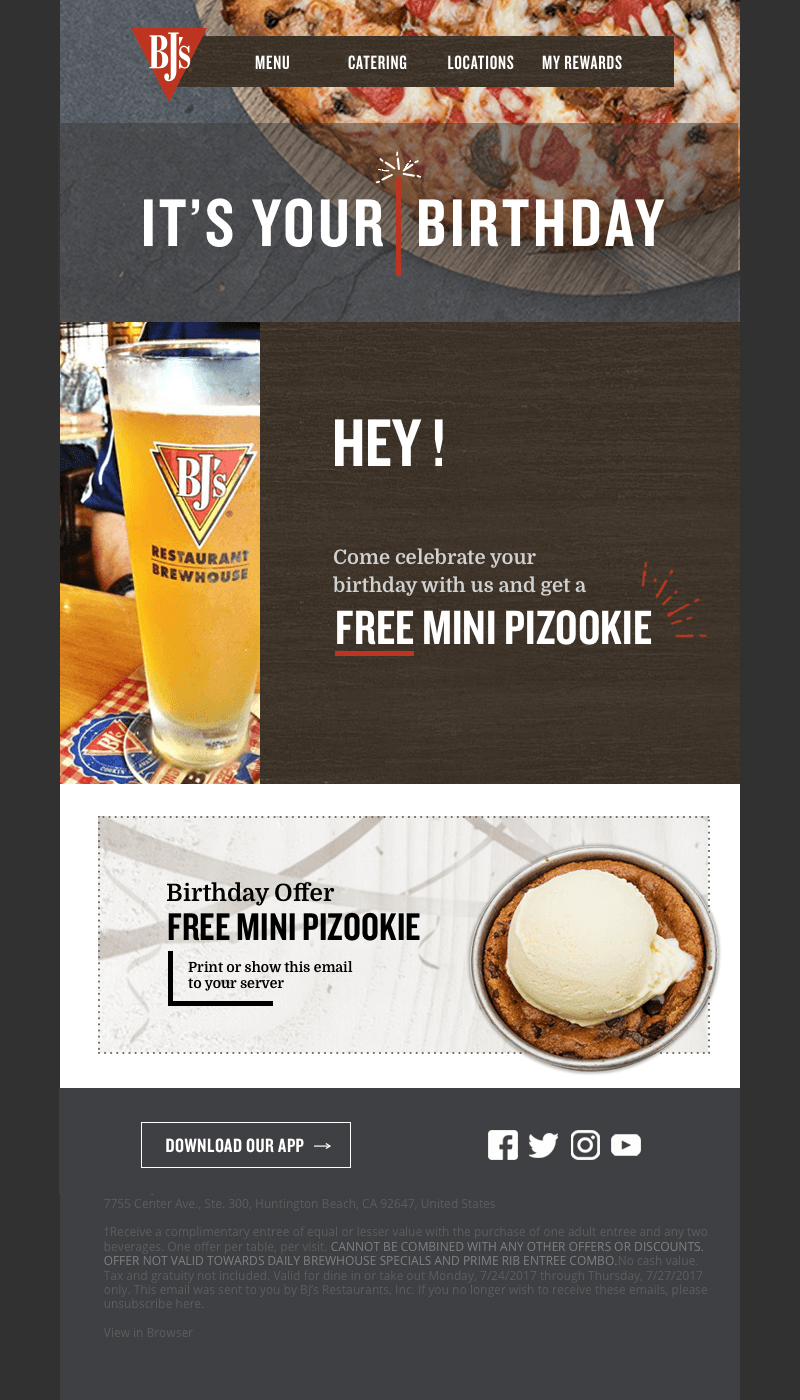 BJ's
MENU CATERING LOCATIONS MY REWARDS
IT'S YOUR BIRTHDAY
BJ's
RESTAURANT
BREWHOUSE
BJ's
HEY !
Come celebrate your
birthday with us and get a
FREE MINI PIZOOKIE
Birthday Offer
FREE MINI PIZOOKIE
Print or show this email
to your server
DOWNLOAD OUR APP →
7755 Center Ave., Ste. 300, Huntington Beach, CA 92647, United States
†Receive a complimentary entree of equal or lesser value with the purchase of one adult entree and any two
beverages. One offer per table, per visit. CANNOT BE COMBINED WITH ANY OTHER OFFERS OR DISCOUNTS.
OFFER NOT VALID TOWARDS DAILY BREWHOUSE SPECIALS AND PRIME RIB ENTREE COMBO.No cash value.
Tax and gratuity not included. Valid for dine in or take out Monday, 7/24/2017 through Thursday, 7/27/2017
only. This email was sent to you by BJ's Restaurants, Inc. If you no longer wish to receive these emails, please
unsubscribe here.
View in Browser